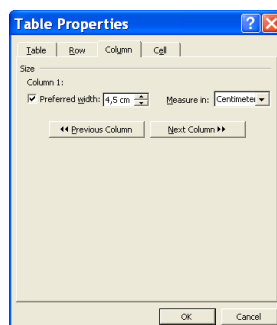 Table Properties
Table Row Column Cell
Size
Column 1:
Preferred width: 4,5 cm Measure in: Centimeter
Previous Column Next Column
OK Cancel